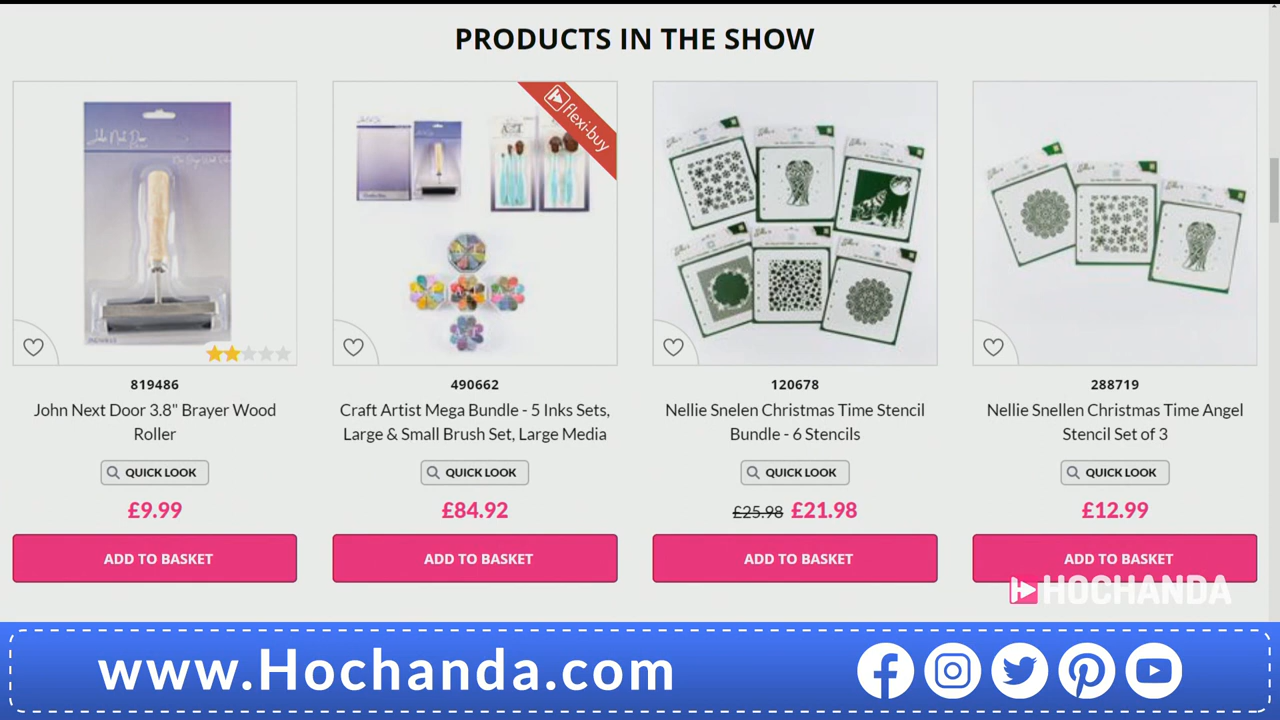 PRODUCTS IN THE SHOW
John Next Door
flexi-buy
819486
490662
120678
288719
John Next Door 3.8" Brayer Wood
Roller
Craft Artist Mega Bundle - 5 Inks Sets,
Large & Small Brush Set, Large Media
Nellie Snelen Christmas Time Stencil
Bundle - 6 Stencils
Nellie Snellen Christmas Time Angel
Stencil Set of 3
QUICK LOOK
QUICK LOOK
QUICK LOOK
QUICK LOOK
£9.99
£84.92
£25.98 £21.98
£12.99
ADD TO BASKET
ADD TO BASKET
ADD TO BASKET
ADD TO BASKET
HOCHANDA
www.Hochanda.com